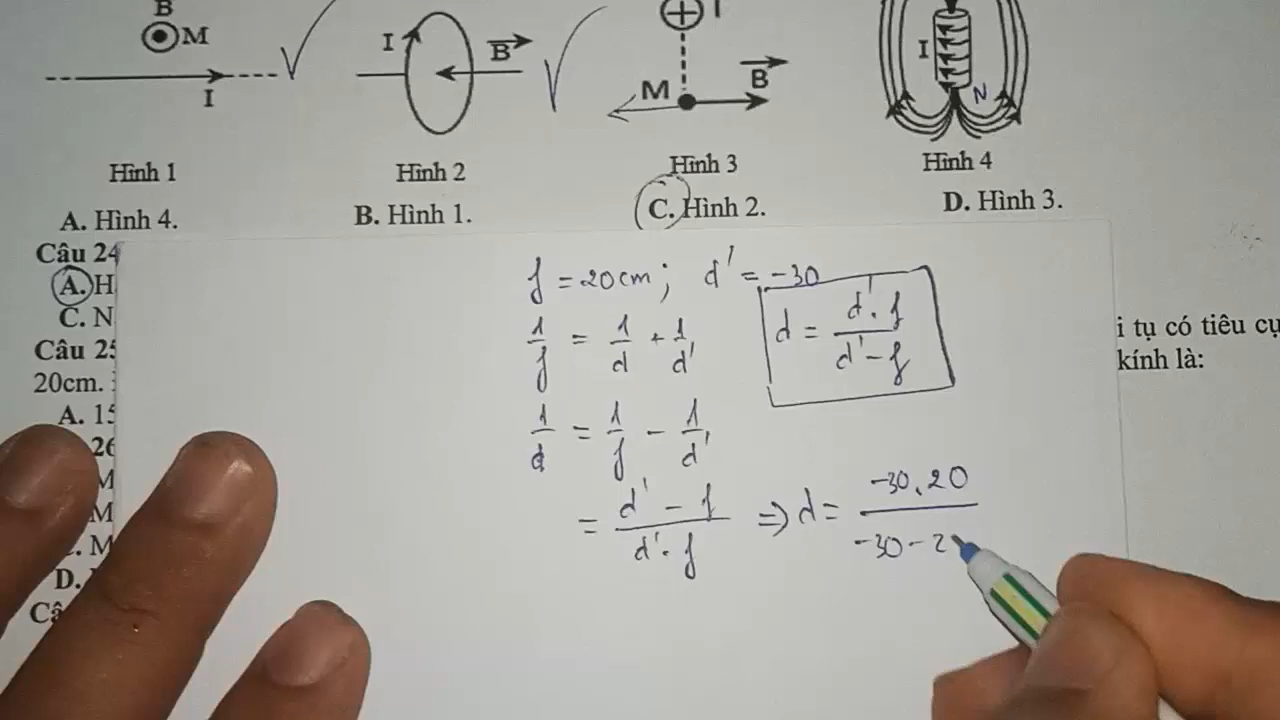 B
M
I
I
B
I
M
B
I
N
Hình 1
Hình 2
Hình 3
Hình 4
A. Hình 4.
B. Hình 1.
C. Hình 2.
D. Hình 3.
Câu 24
A. H
C. N
Câu 25
i tụ có tiêu cự
20cm.
kính là:
A. 15
26
M
M
C. M
D.
f = 20cm ; d' = -30
1/f = 1/d + 1/d'
d = d'.f / d' - f
1/d = 1/f - 1/d'
= d' - f / d'.f => d = -30.20 / -30 - 2